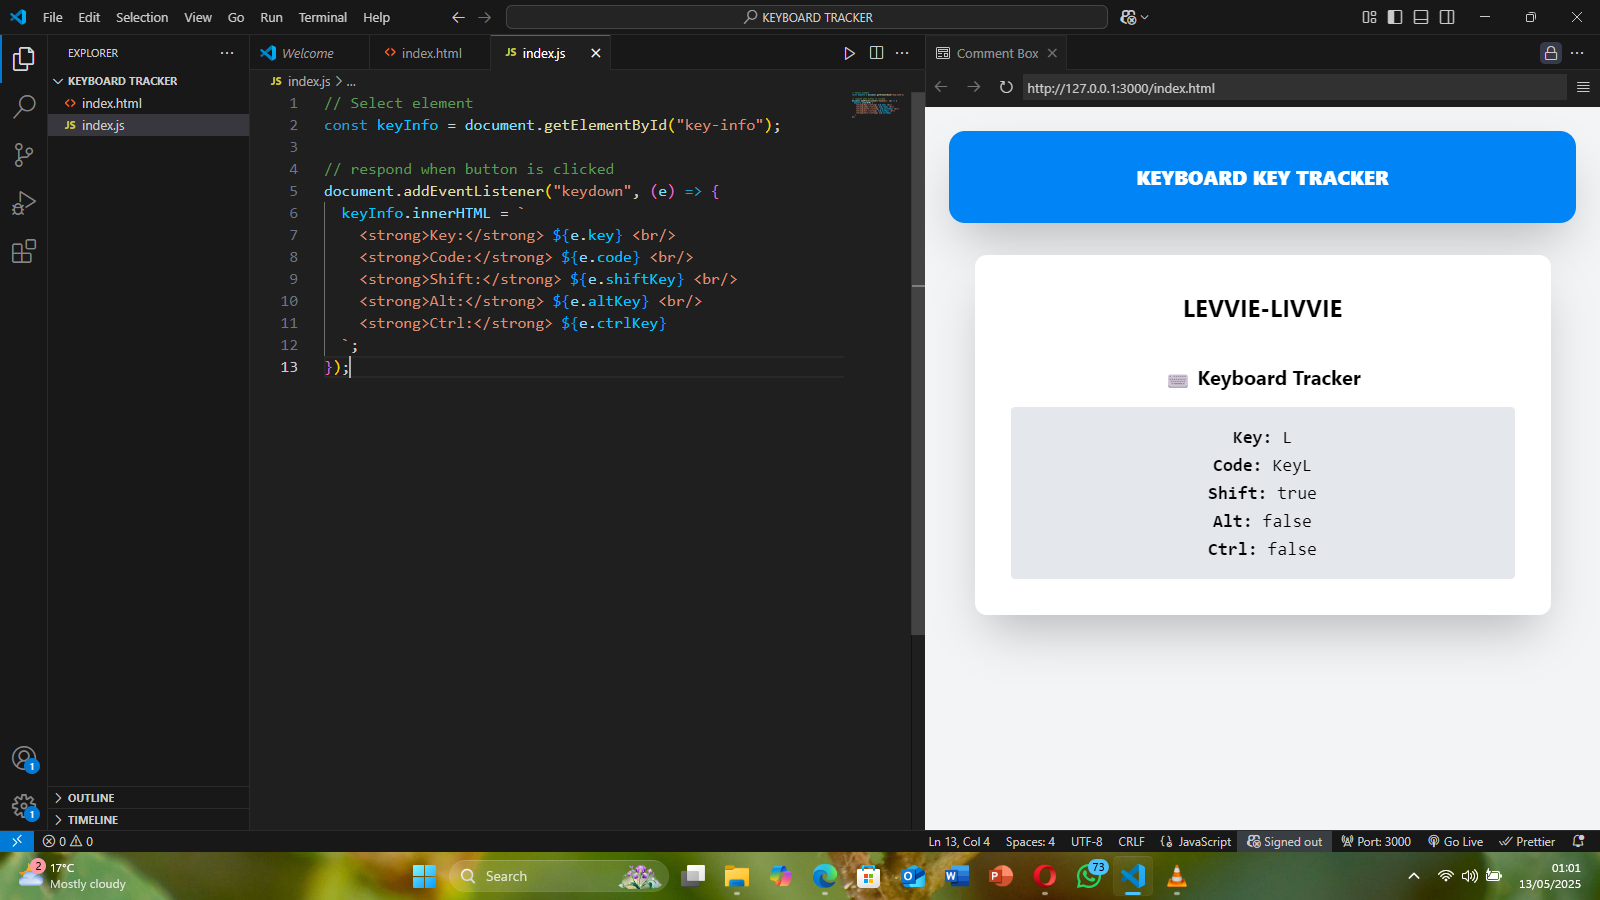 File Edit Selection View Go Run Terminal Help
KEYBOARD TRACKER
EXPLORER
KEYBOARD TRACKER
index.html
index.js
OUTLINE
TIMELINE
1
1
Welcome
index.html
JS index.js
JS index.js > ...
1 // Select element
2 const keyInfo = document.getElementById("key-info");
3
4 // respond when button is clicked
5 document.addEventListener("keydown", (e) => {
6 keyInfo.innerHTML = `
7 <strong>Key:</strong> ${e.key} <br/>
8 <strong>Code:</strong> ${e.code} <br/>
9 <strong>Shift:</strong> ${e.shiftKey} <br/>
10 <strong>Alt:</strong> ${e.altKey} <br/>
11 <strong>Ctrl:</strong> ${e.ctrlKey}
12 `;
13 });
Comment Box
http://127.0.0.1:3000/index.html
KEYBOARD KEY TRACKER
LEVVIE-LIVVIE
Keyboard Tracker
Key: L
Code: KeyL
Shift: true
Alt: false
Ctrl: false
0 0
Ln 13, Col 4 Spaces: 4 UTF-8 CRLF {} JavaScript Signed out Port: 3000 Go Live Prettier
2
17°C
Mostly cloudy
Search
73
01:01
13/05/2025